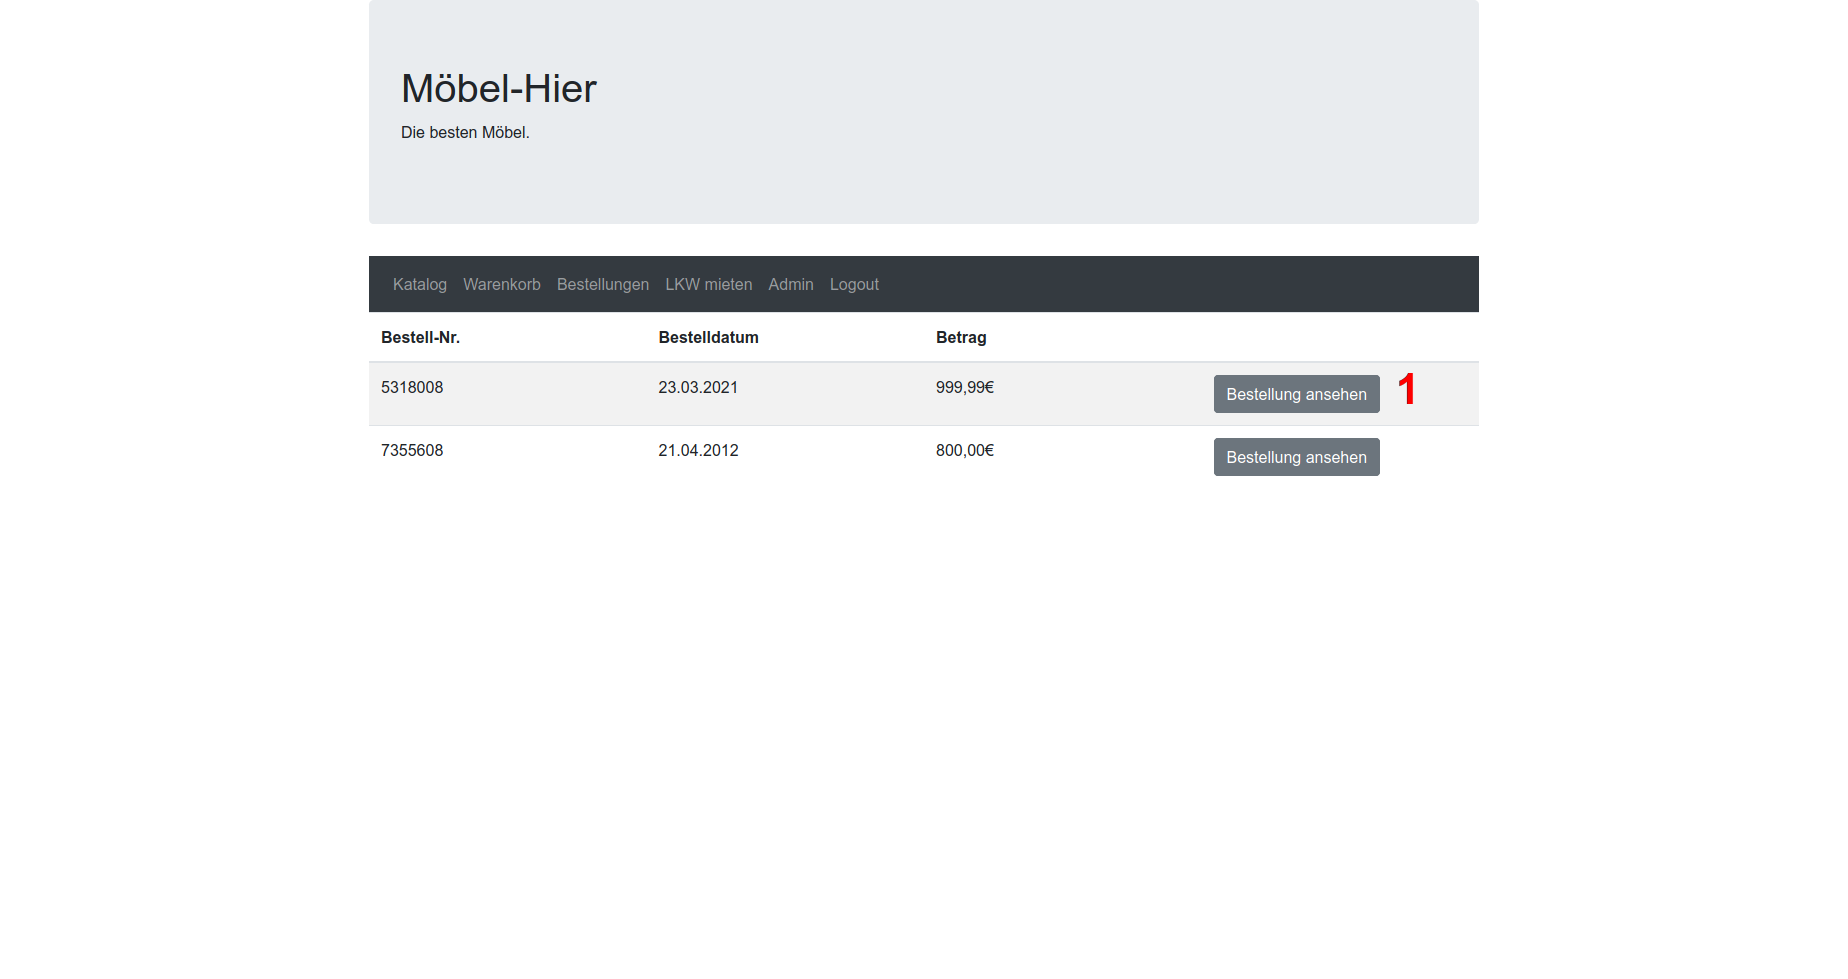 Möbel-Hier
Die besten Möbel.
Katalog Warenkorb Bestellungen LKW mieten Admin Logout
Bestell-Nr. Bestelldatum Betrag
5318008 23.03.2021 999,99€ Bestellung ansehen 1
7355608 21.04.2012 800,00€ Bestellung ansehen